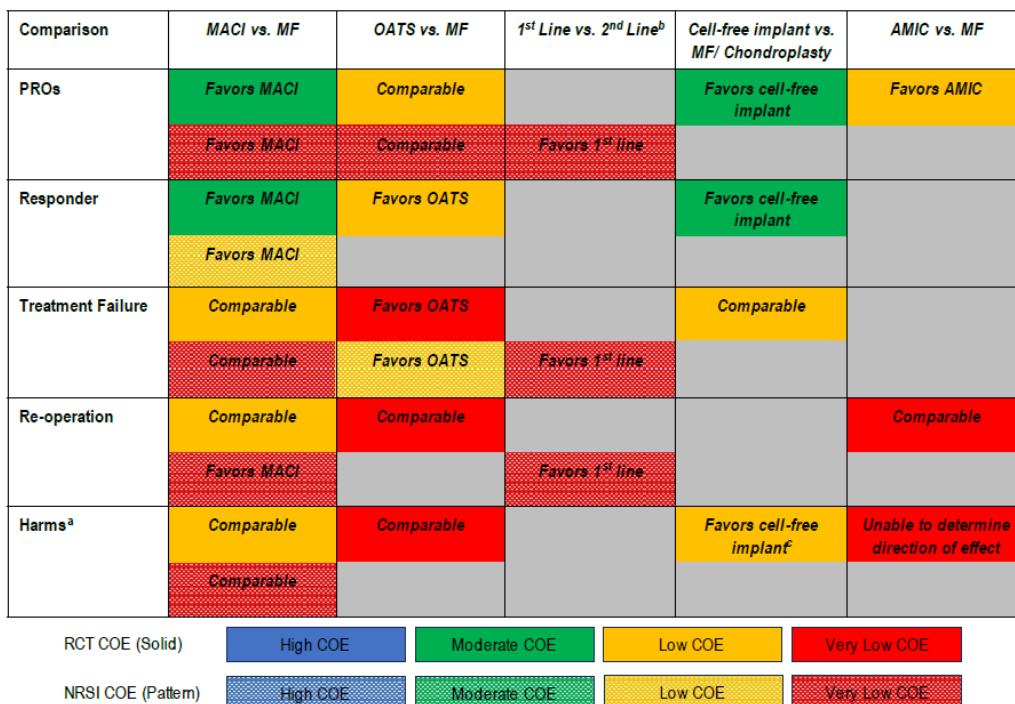 Comparison MACI vs. MF OATS vs. MF 1st Line vs. 2nd Lineb Cell-free implant vs. AMIC vs. MF
MF/ Chondroplasty
PROs Favors MACI Comparable Favors cell-free Favors AMIC
implant
Favors MACI Comparable Favors 1st line
Responder Favors MACI Favors OATS Favors cell-free
implant
Favors MACI
Treatment Failure Comparable Favors OATS Comparable
Comparable Favors OATS Favors 1st line
Re-operation Comparable Comparable Comparable
Favors MACI Favors 1st line
Harmsa Comparable Comparable Favors cell-free Unable to determine
implantc direction of effect
Comparable
RCT COE (Solid) High COE Moderate COE Low COE Very Low COE
NRSI COE (Pattern) High COE Moderate COE Low COE Very Low COE